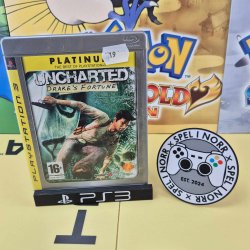 PLATINUM
THE BEST OF PLAYSTATION 3
19
UNCHARTED
DRAKE'S FORTUNE
PLAYSTATION 3
16
PS3
SPEL I NORR
EST. 2024
SPEL I NORR
T